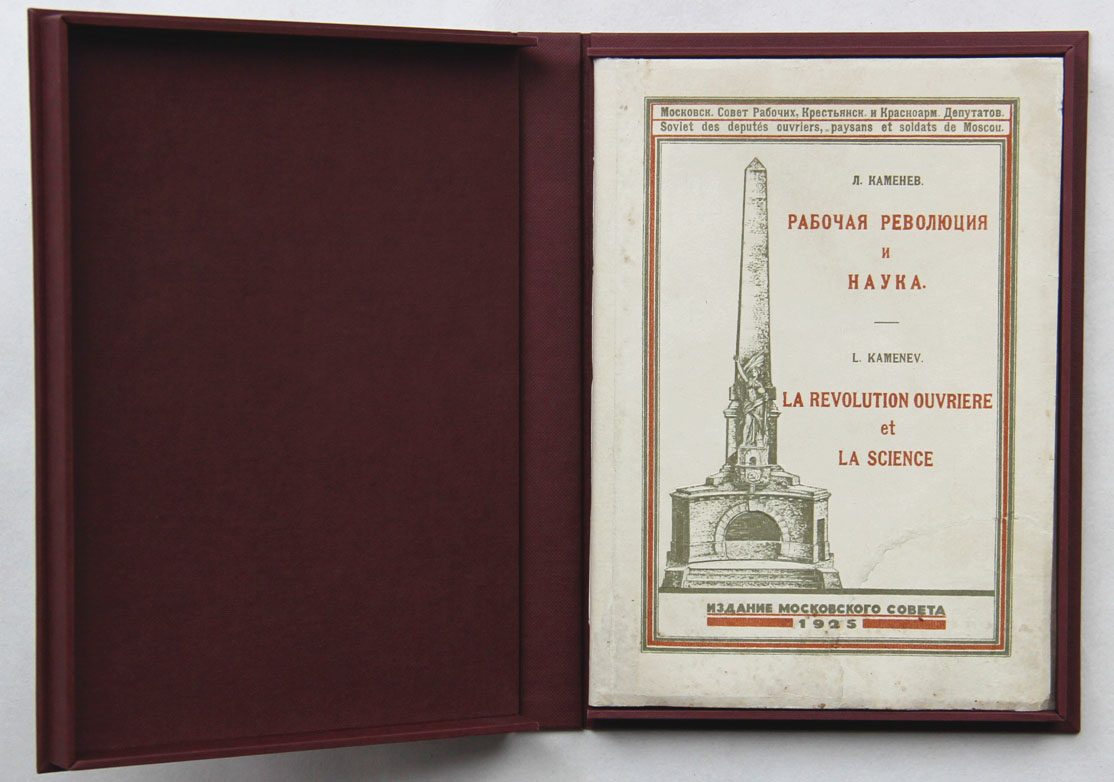 Московск. Совет Рабочих, Крестьянск. и Красноарм. Депутатов.
Soviet des deputés ouvriers, paysans et soldats de Moscou.
Л. КАМЕНЕВ.
РАБОЧАЯ РЕВОЛЮЦИЯ
и
НАУКА.
L. KAMENEV.
LA REVOLUTION OUVRIERE
et
LA SCIENCE
ИЗДАНИЕ МОСКОВСКОГО СОВЕТА
1925